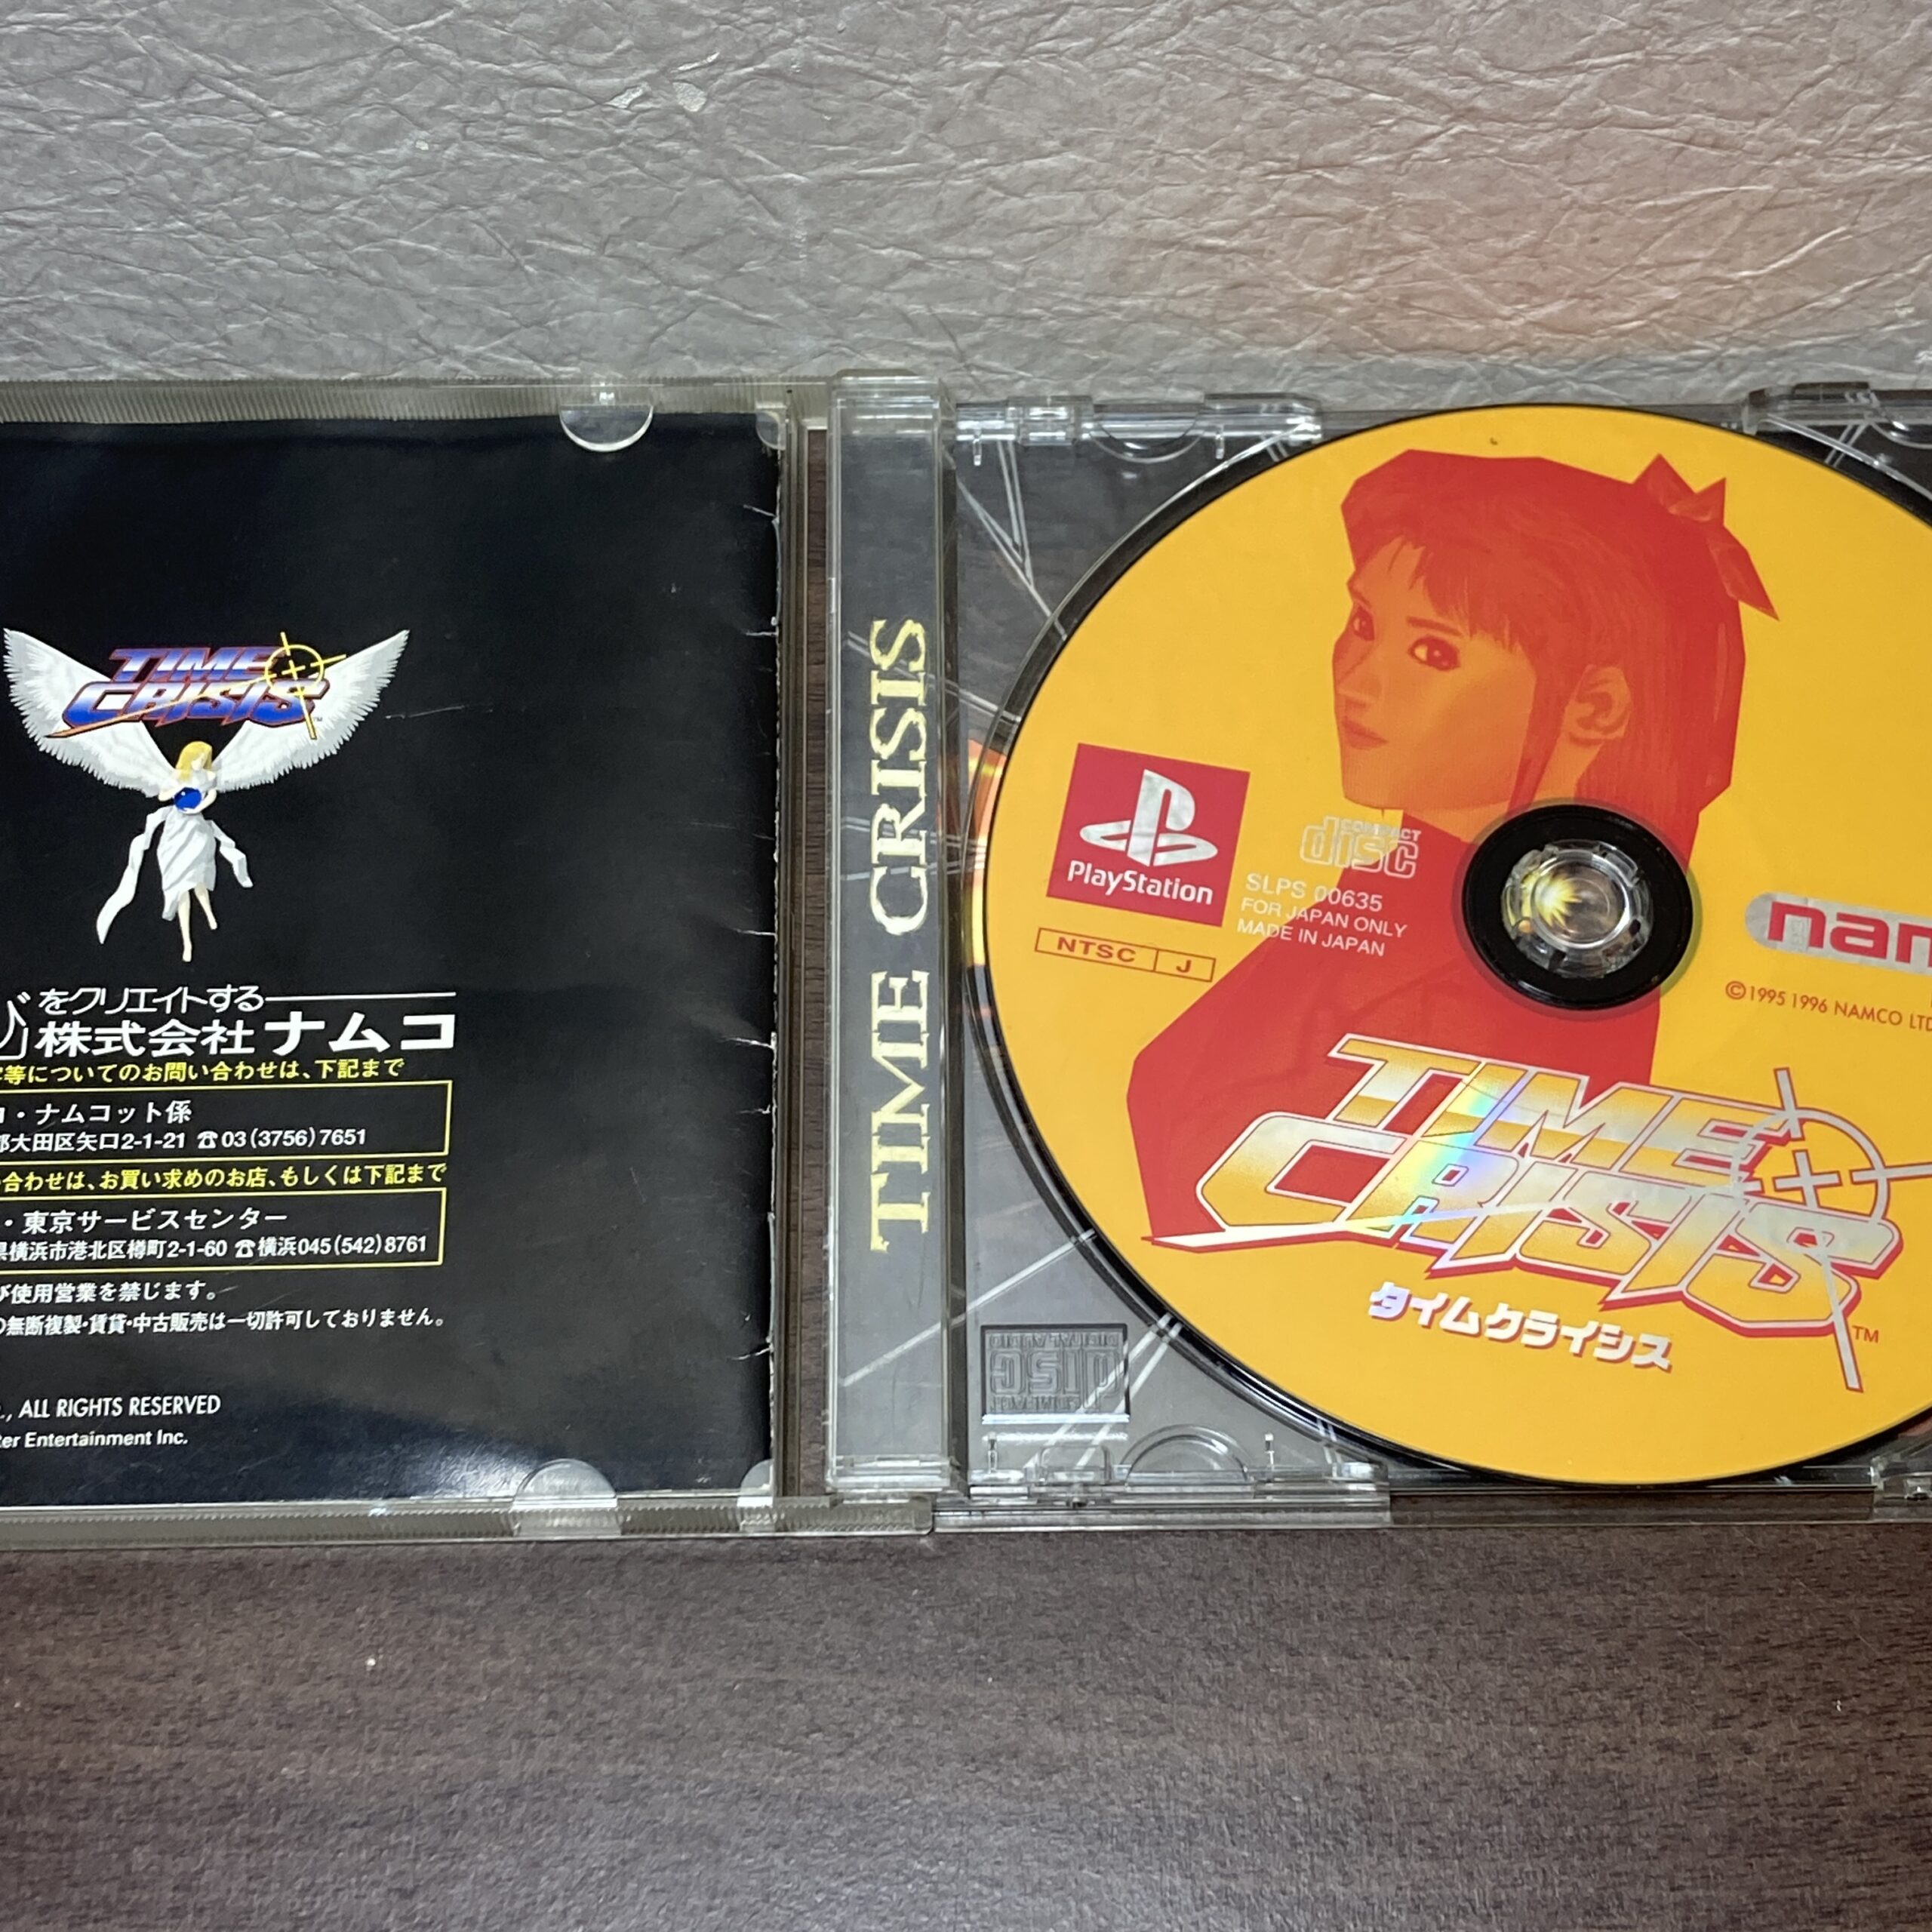 TIME
CRISIS
をクリエイトする
株式会社ナムコ
等についてのお問い合わせは、下記まで
・ナムコット係
大田区矢口2-1-21 ☎03(3756)7651
合わせは、お買い求めのお店、もしくは下記まで
・東京サービスセンター
横浜市港北区樽町2-1-60 ☎横浜045(542)8761
使用営業を禁じます。
無断複製・賃貸・中古販売は一切許可しておりません。
ALL RIGHTS RESERVED
Entertainment Inc.
TIME CRISIS
PlayStation
NTSC J
COMPACT
disc
SLPS 00635
FOR JAPAN ONLY
MADE IN JAPAN
©1995 1996 NAMCO LTD
TIME
CRISIS
TM
タイムクライシス
COMPACT
disc
DIGITAL AUDIO